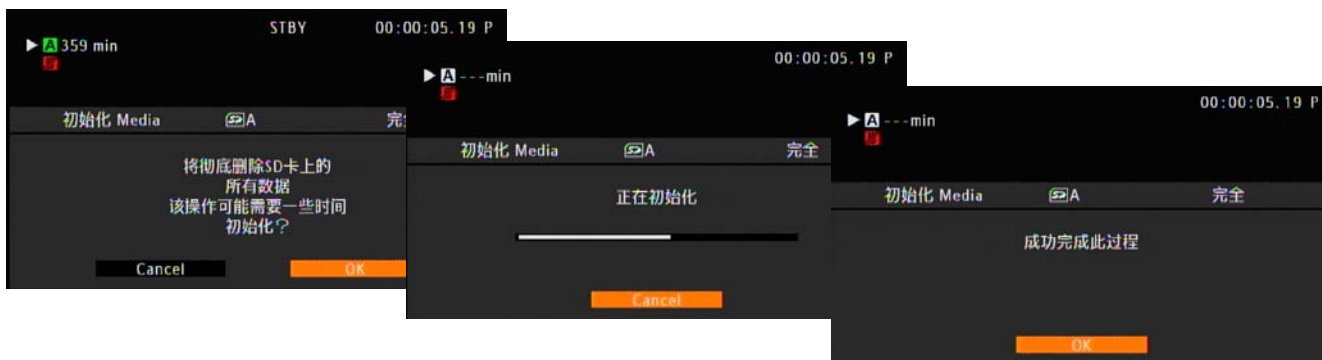 STBY 00:00:05.19 P
▶ A 359 min
初始化 Media A 完
将彻底删除SD卡上的
所有数据
该操作可能需要一些时间
初始化？
Cancel OK
00:00:05.19 P
▶ A ---min
初始化 Media A 完全
正在初始化
Cancel
00:00:05.19 P
▶ A ---min
初始化 Media A 完全
成功完成此过程
OK